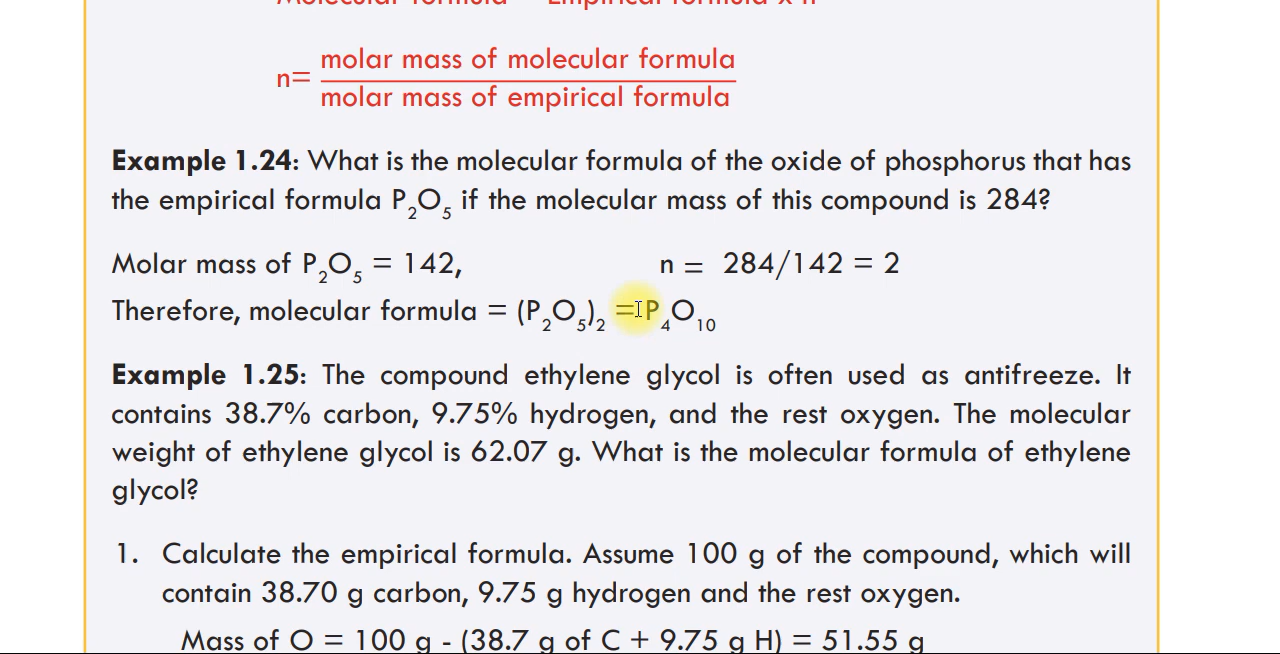 Molecular formula = Empirical formula x n
n= molar mass of molecular formula
molar mass of empirical formula
Example 1.24: What is the molecular formula of the oxide of phosphorus that has
the empirical formula P₂O₅ if the molecular mass of this compound is 284?
Molar mass of P₂O₅ = 142, n = 284/142 = 2
Therefore, molecular formula = (P₂O₅)₂ = P₄O₁₀
Example 1.25: The compound ethylene glycol is often used as antifreeze. It
contains 38.7% carbon, 9.75% hydrogen, and the rest oxygen. The molecular
weight of ethylene glycol is 62.07 g. What is the molecular formula of ethylene
glycol?
1. Calculate the empirical formula. Assume 100 g of the compound, which will
contain 38.70 g carbon, 9.75 g hydrogen and the rest oxygen.
Mass of O = 100 g - (38.7 g of C + 9.75 g H) = 51.55 g